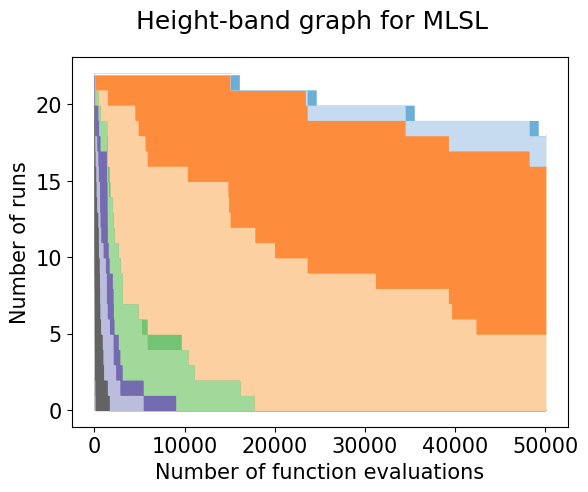 Height-band graph for MLSL
20
15
10
5
0
Number of runs
0 10000 20000 30000 40000 50000
Number of function evaluations